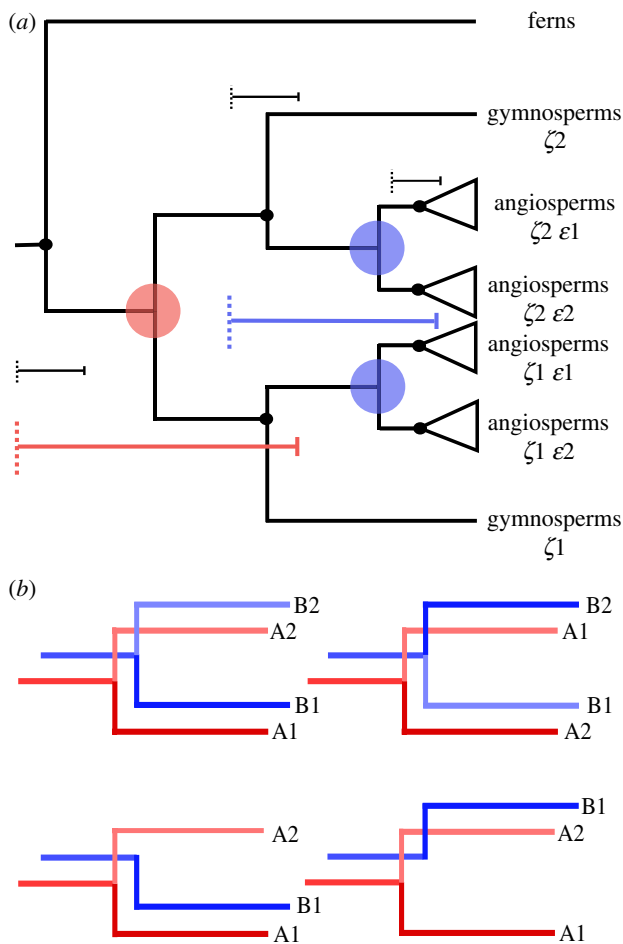 (a)
ferns
gymnosperms
ζ2
angiosperms
ζ2 ε1
angiosperms
ζ2 ε2
angiosperms
ζ1 ε1
angiosperms
ζ1 ε2
gymnosperms
ζ1
(b)
B2
A2
B1
A1
B2
A1
B1
A2
A2
B1
A1
B1
A2
A1